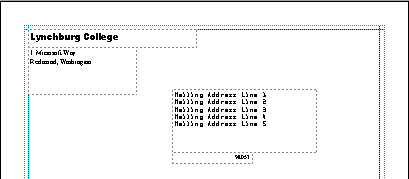 Lynchburg College
1 Microsoft Way
Redmond, Washington
Mailing Address Line 1
Mailing Address Line 2
Mailing Address Line 3
Mailing Address Line 4
Mailing Address Line 5